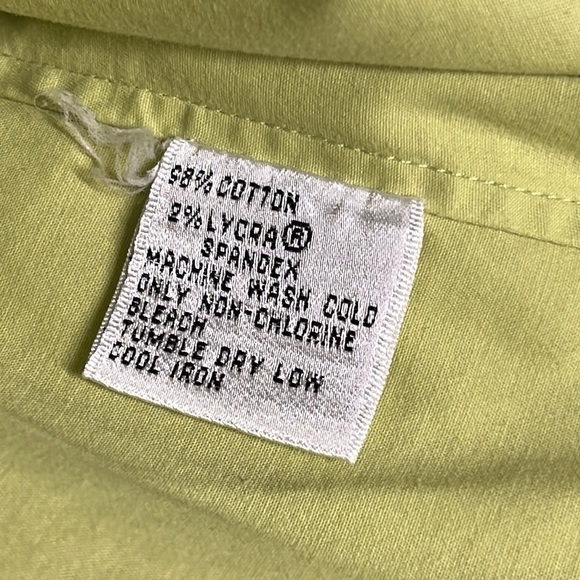 98% COTTON
2% LYCRA®
SPANDEX
MACHINE WASH COLD
ONLY NON-CHLORINE
BLEACH
TUMBLE DRY LOW
COOL IRON